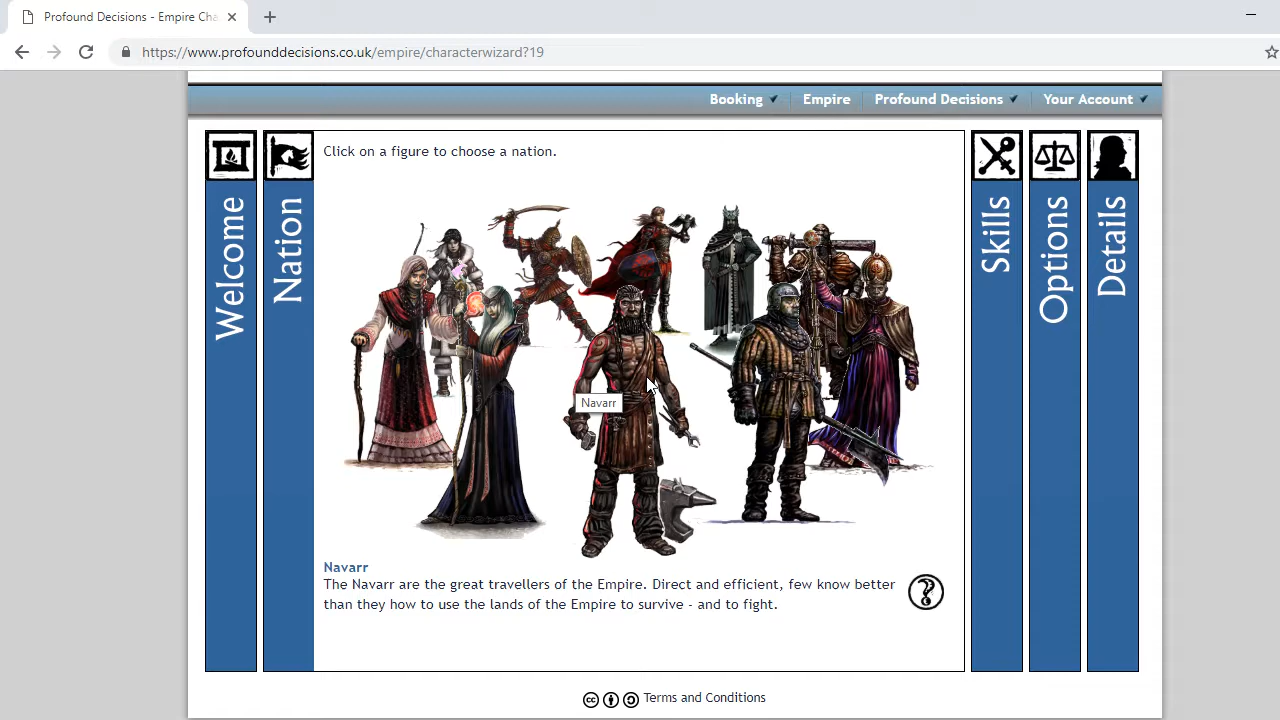 Profound Decisions - Empire Cha
https://www.profounddecisions.co.uk/empire/characterwizard?19
Booking
Empire
Profound Decisions
Your Account
Welcome
Nation
Click on a figure to choose a nation.
Navarr
Navarr
The Navarr are the great travellers of the Empire. Direct and efficient, few know better
than they how to use the lands of the Empire to survive - and to fight.
Skills
Options
Details
Terms and Conditions